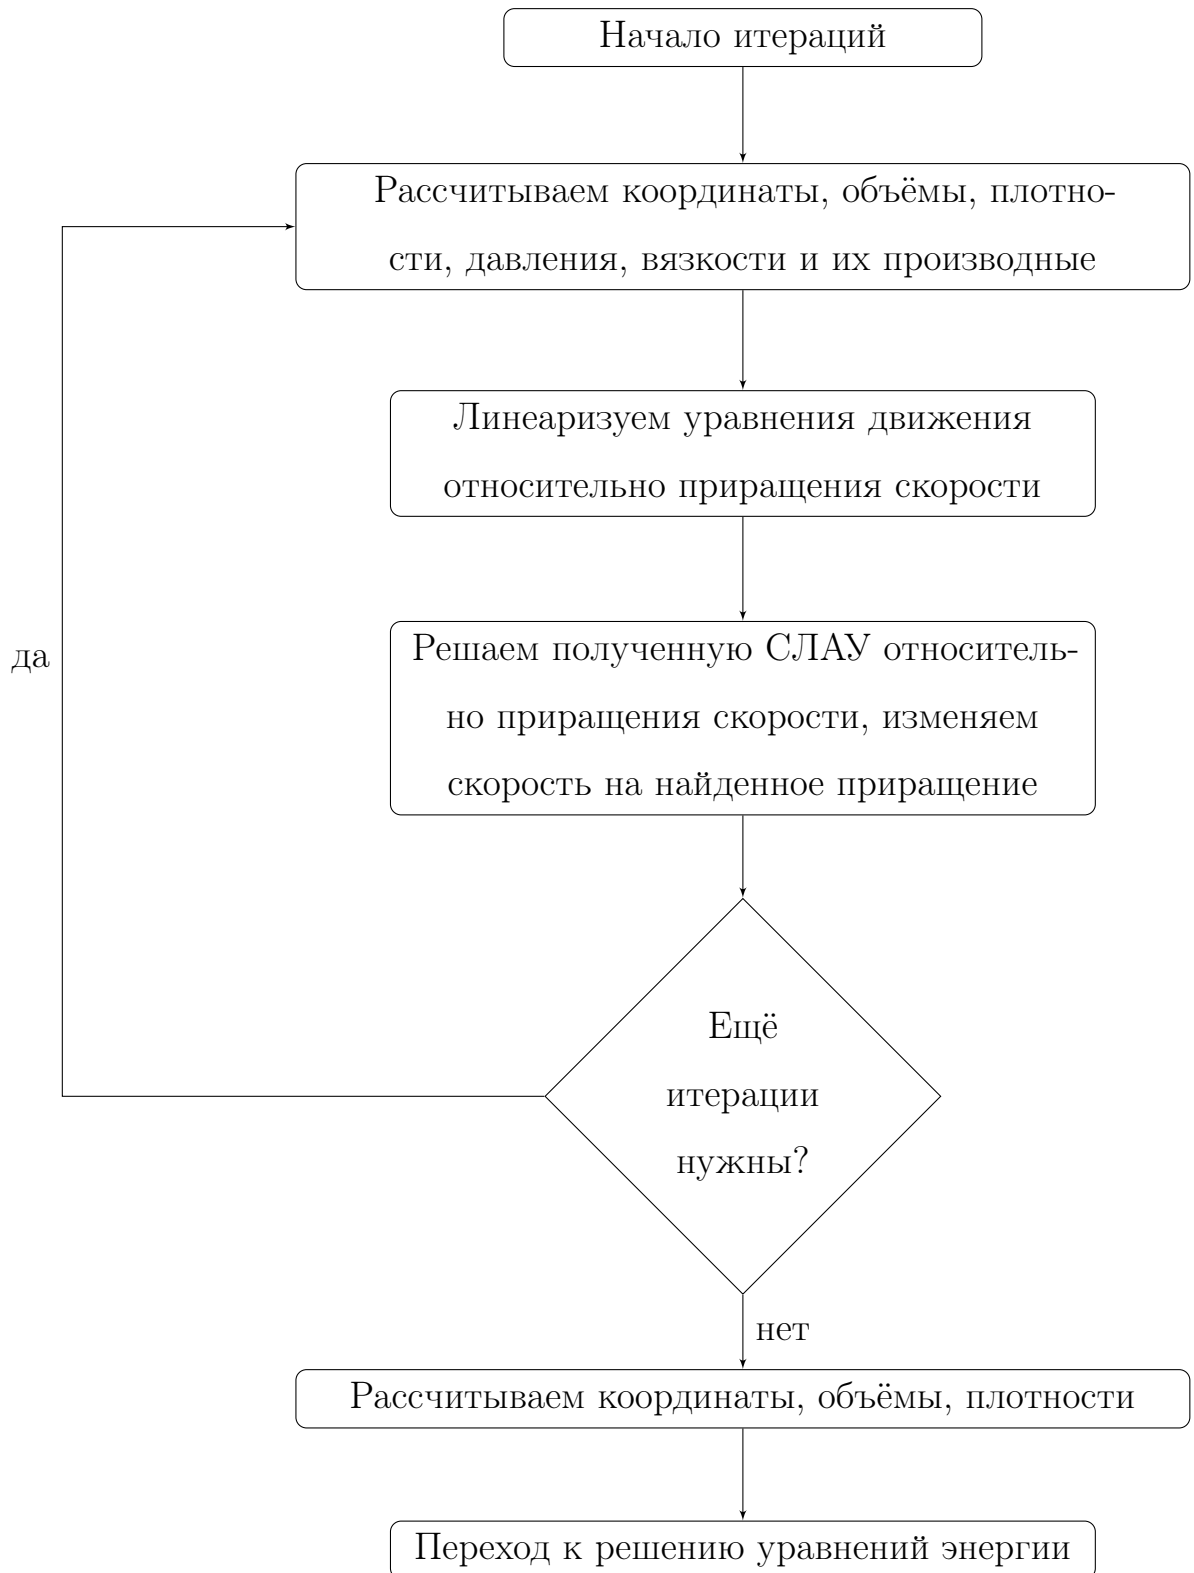 Начало итераций
Рассчитываем координаты, объёмы, плотно-
сти, давления, вязкости и их производные
Линеаризуем уравнения движения
относительно приращения скорости
да
Решаем полученную СЛАУ относитель-
но приращения скорости, изменяем
скорость на найденное приращение
Ещё
итерации
нужны?
нет
Рассчитываем координаты, объёмы, плотности
Переход к решению уравнений энергии